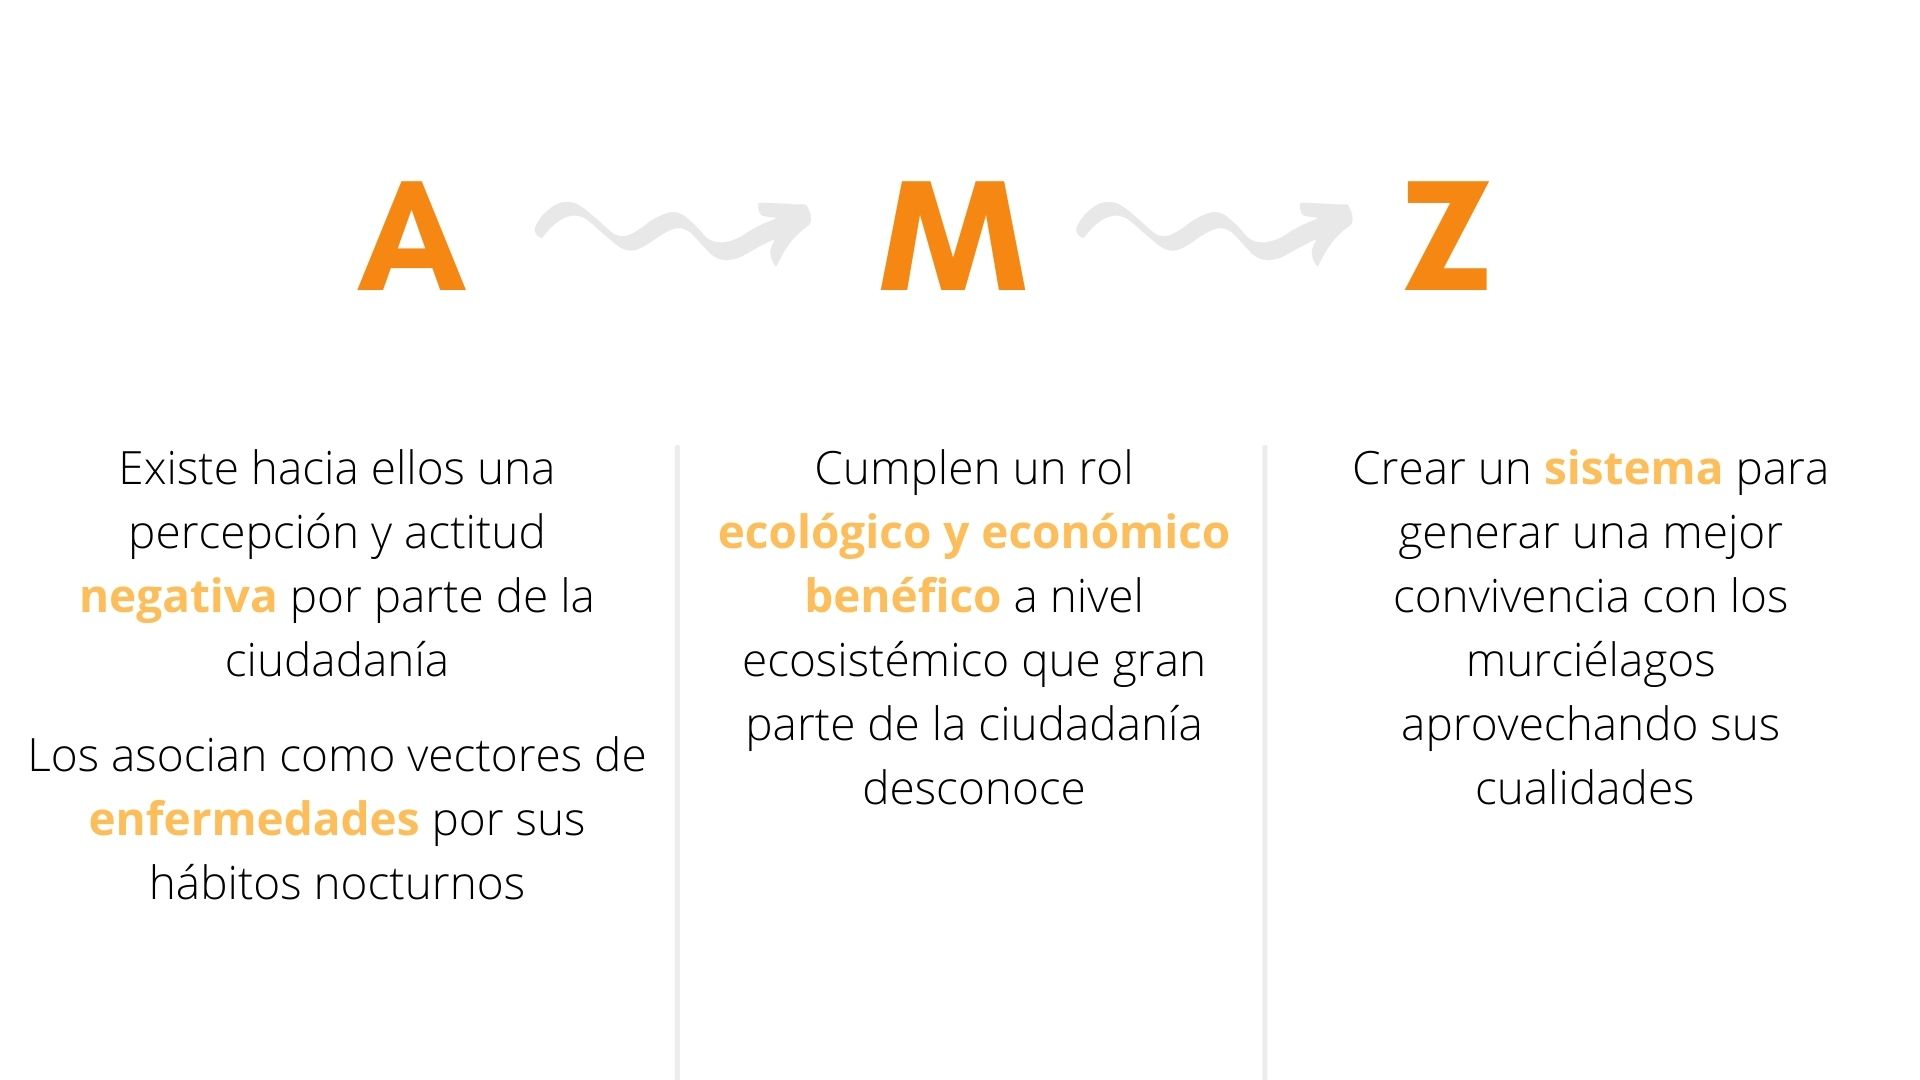 A M Z
Existe hacia ellos una
percepción y actitud
negativa por parte de la
ciudadanía
Los asocian como vectores de
enfermedades por sus
hábitos nocturnos
Cumplen un rol
ecológico y económico
benéfico a nivel
ecosistémico que gran
parte de la ciudadanía
desconoce
Crear un sistema para
generar una mejor
convivencia con los
murciélagos
aprovechando sus
cualidades